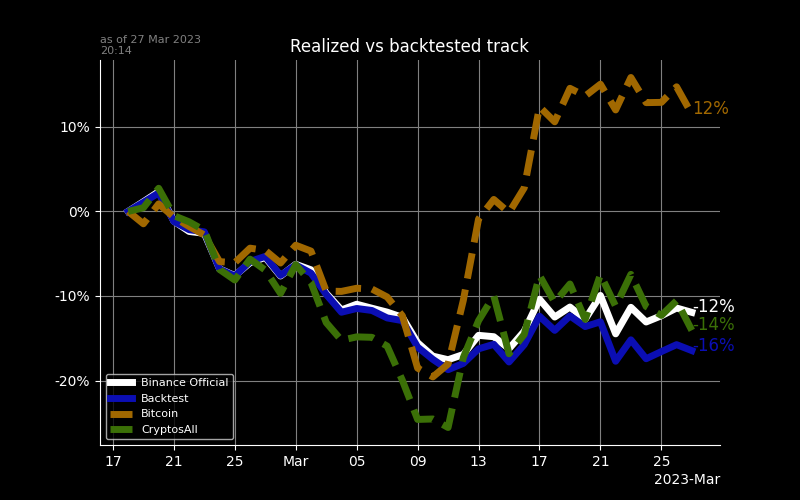 as of 27 Mar 2023
20:14
Realized vs backtested track
10%
0%
-10%
-20%
12%
-12%
-14%
-16%
Binance Official
Backtest
Bitcoin
CryptosAll
17 21 25 Mar 05 09 13 17 21 25
2023-Mar